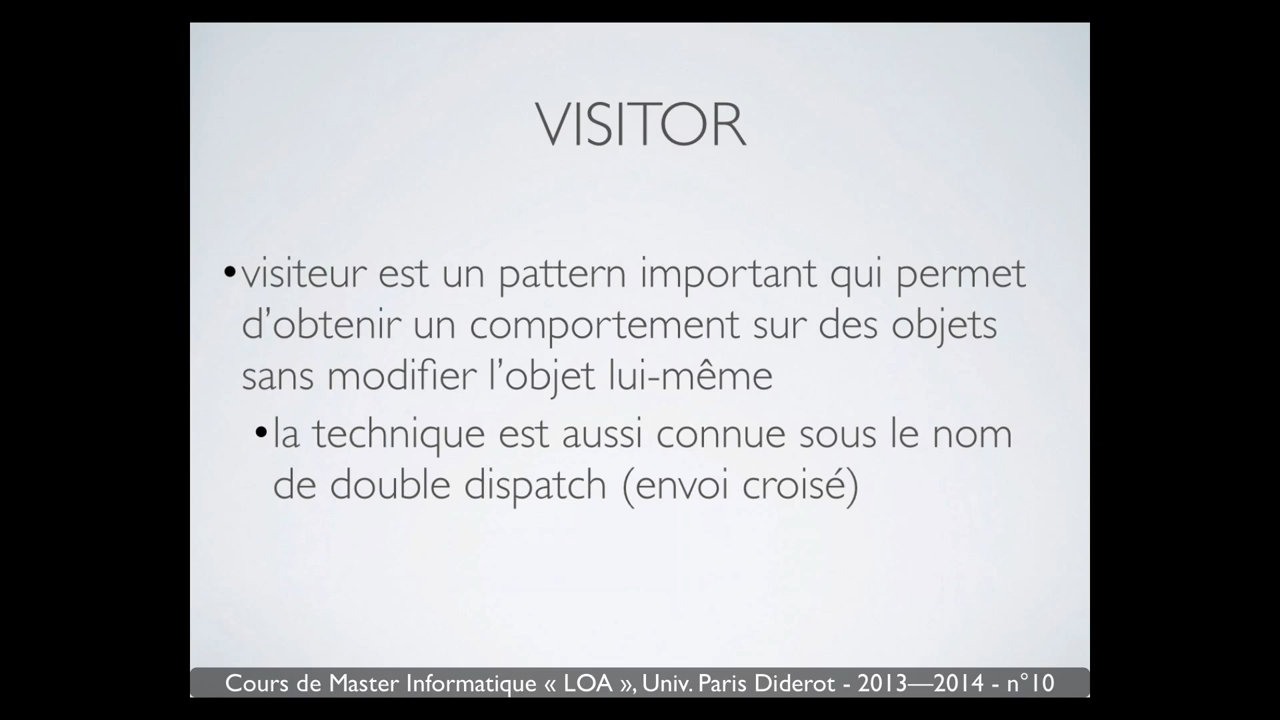 VISITOR
•visiteur est un pattern important qui permet
d’obtenir un comportement sur des objets
sans modifier l’objet lui-même
•la technique est aussi connue sous le nom
de double dispatch (envoi croisé)
Cours de Master Informatique « LOA », Univ. Paris Diderot - 2013—2014 - n°10